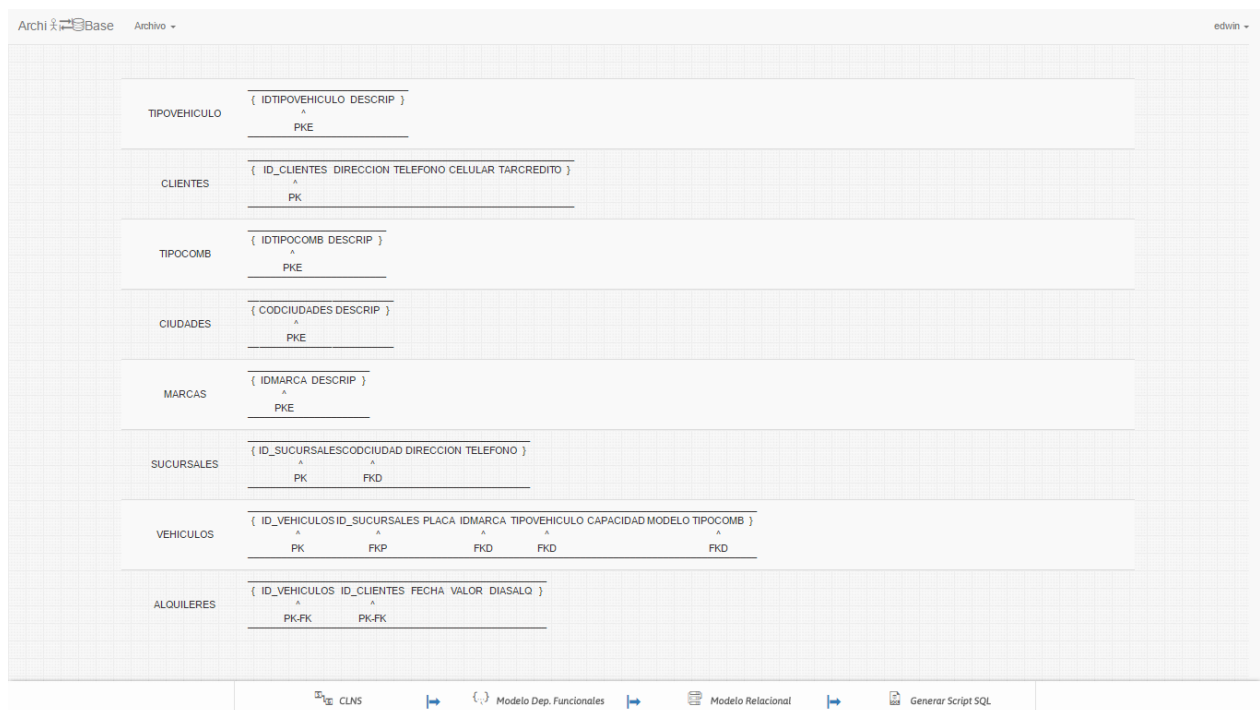 Archi Base Archivo edwin
{ IDTIPOVEHICULO DESCRIP }
TIPOVEHICULO
^
PKE
{ ID_CLIENTES DIRECCION TELEFONO CELULAR TARCREDITO }
CLIENTES
^
PK
{ IDTIPOCOMB DESCRIP }
TIPOCOMB
^
PKE
{ CODCIUDADES DESCRIP }
CIUDADES
^
PKE
{ IDMARCA DESCRIP }
MARCAS
^
PKE
{ ID_SUCURSALESCODCIUDAD DIRECCION TELEFONO }
SUCURSALES
^ ^
PK FKD
{ ID_VEHICULOS ID_SUCURSALES PLACA IDMARCA TIPOVEHICULO CAPACIDAD MODELO TIPOCOMB }
VEHICULOS
^ ^ ^ ^ ^
PK FKP FKD FKD FKD
{ ID_VEHICULOS ID_CLIENTES FECHA VALOR DIASALQ }
ALQUILERES
^ ^
PK-FK PK-FK
CLNS Modelo Dep. Funcionales Modelo Relacional Generar Script SQL